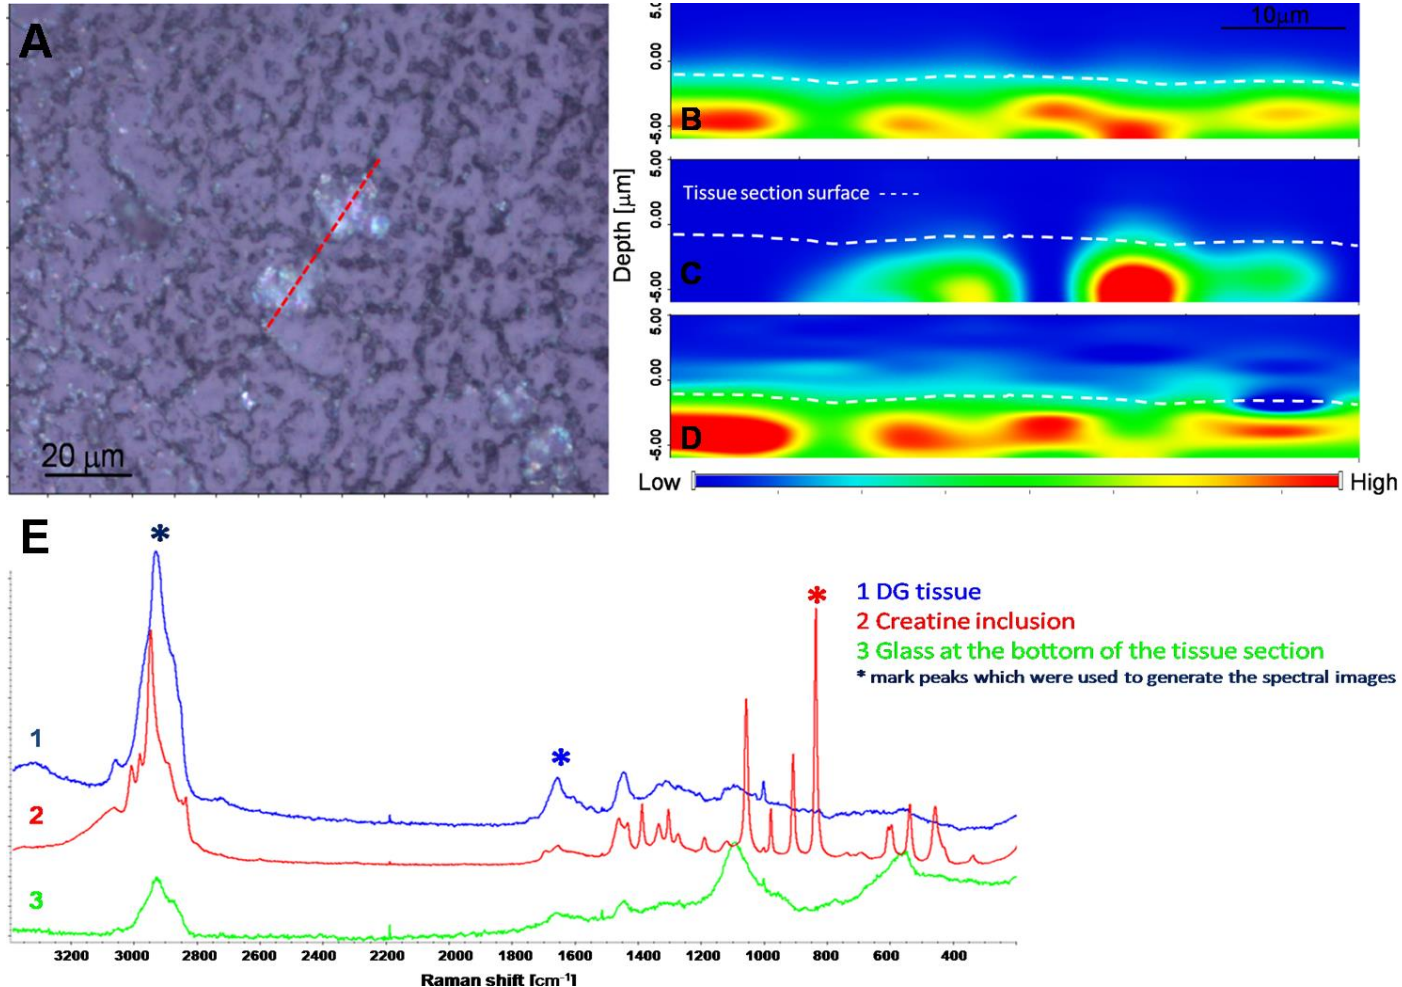 A
20 μm
5.0
10μm
0.00
B
-5.00
5.00
Tissue section surface ----
0.00
Depth [μm]
C
-5.00
5.00
0.00
D
-5.00
Low
High
E
*
*
*
1 DG tissue
2 Creatine inclusion
3 Glass at the bottom of the tissue section
* mark peaks which were used to generate the spectral images
1
2
3
3200 3000 2800 2600 2400 2200 2000 1800 1600 1400 1200 1000 800 600 400
Raman shift [cm⁻¹]